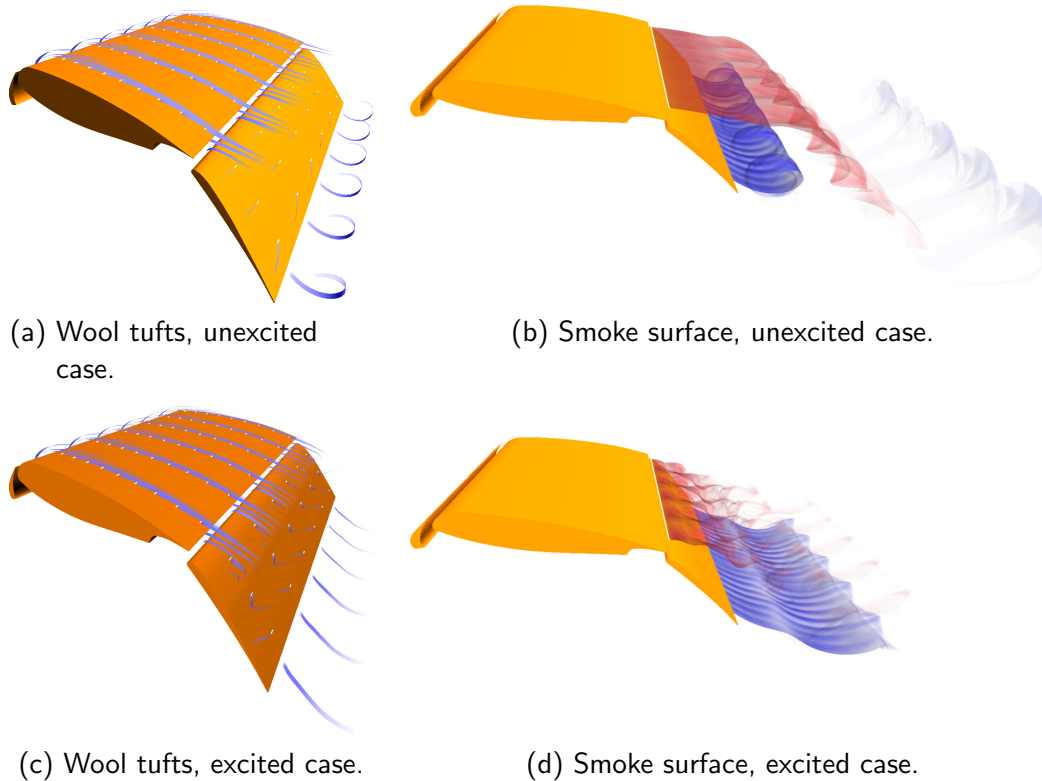 (a) Wool tufts, unexcited
case.
(b) Smoke surface, unexcited case.
(c) Wool tufts, excited case.
(d) Smoke surface, excited case.